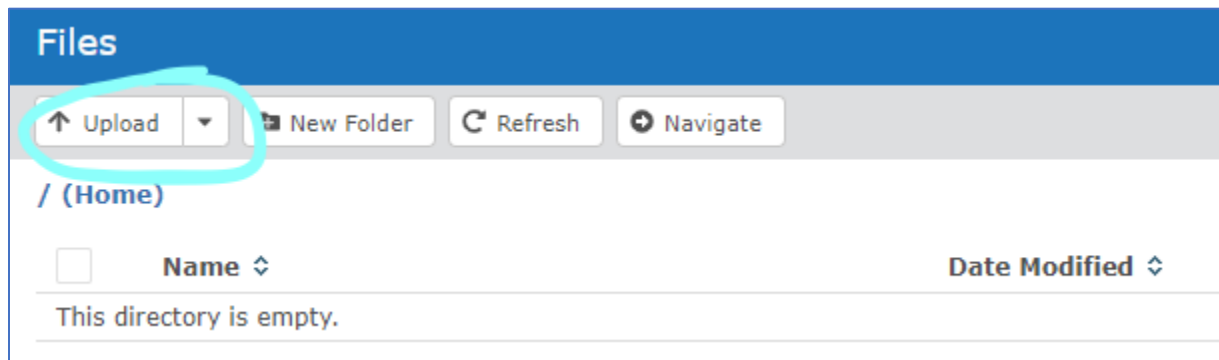 Files
Upload New Folder Refresh Navigate
/ (Home)
Name Date Modified
This directory is empty.